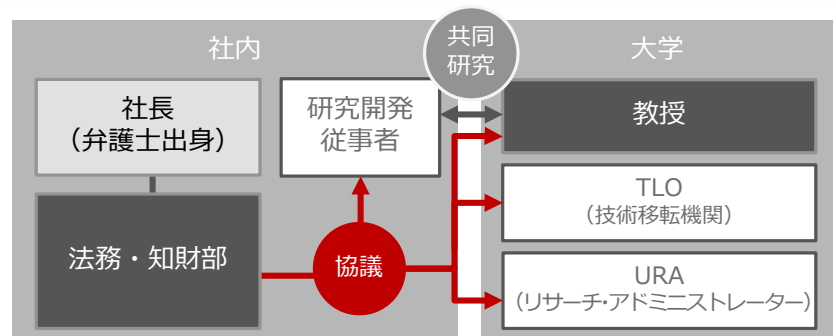 社内
共同
研究
大学
社長
（弁護士出身）
研究開発
従事者
教授
TLO
（技術移転機関）
法務・知財部
協議
URA
（リサーチ・アドミニストレーター）